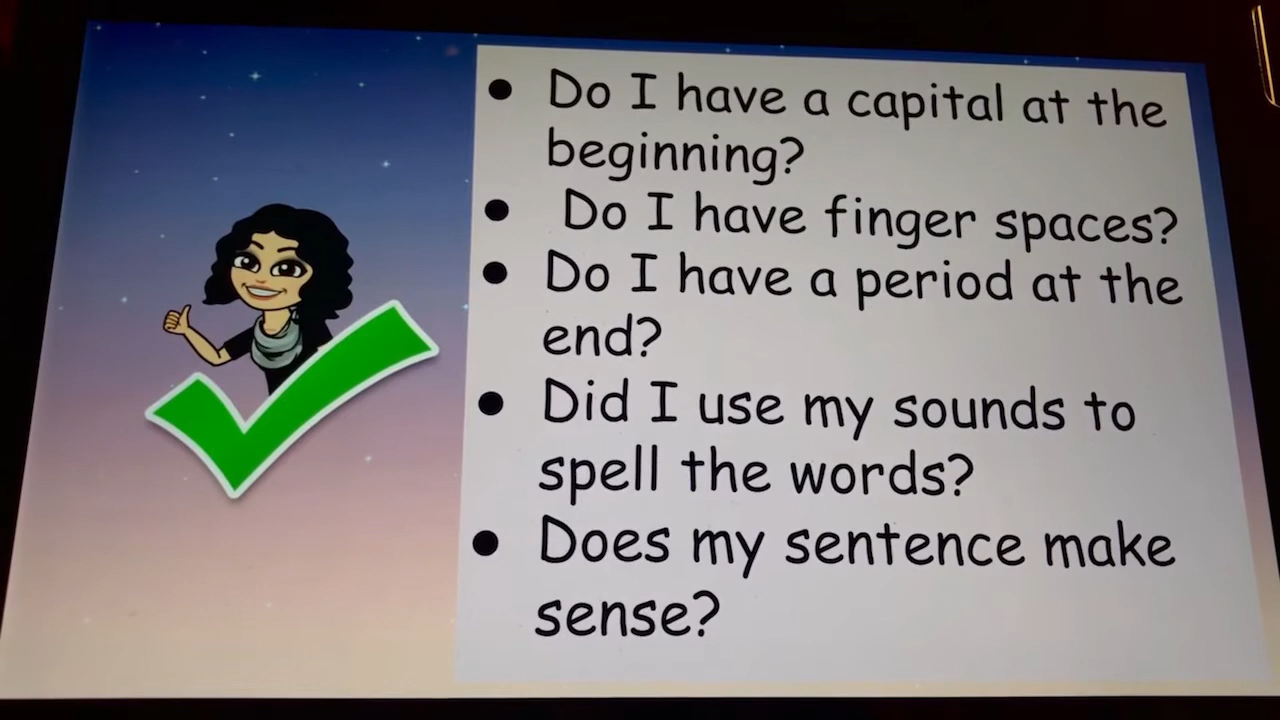 • Do I have a capital at the
beginning?
• Do I have finger spaces?
• Do I have a period at the
end?
• Did I use my sounds to
spell the words?
• Does my sentence make
sense?